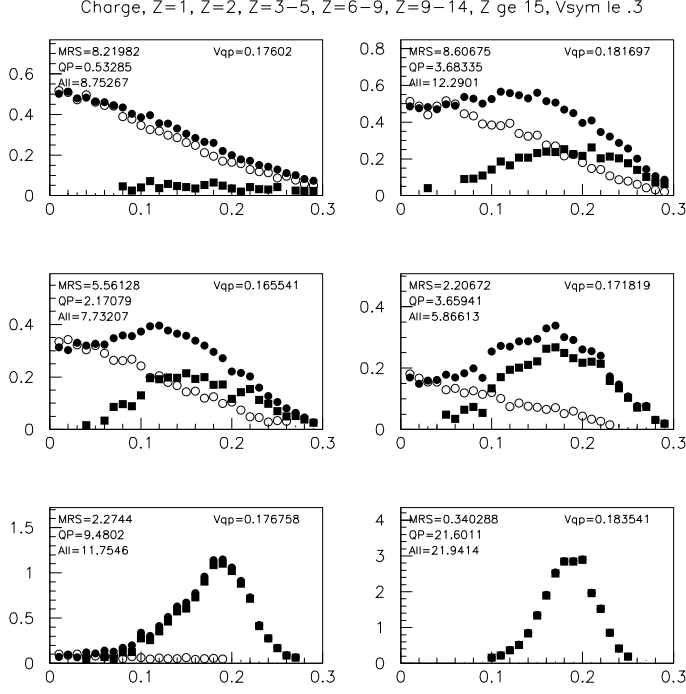 Charge, Z=1, Z=2, Z=3-5, Z=6-9, Z=9-14, Z ge 15, Vsym le .3
MRS=8.21982 Vqp=0.17602
QP=0.53285
All=8.75267
0.6
0.4
0.2
0
0 0.1 0.2 0.3
MRS=8.60675 Vqp=0.181697
QP=3.68335
All=12.2901
0.8
0.6
0.4
0.2
0
0 0.1 0.2 0.3
MRS=5.56128 Vqp=0.165541
QP=2.17079
All=7.73207
0.4
0.2
0
0 0.1 0.2 0.3
MRS=2.20672 Vqp=0.171819
QP=3.65941
All=5.86613
0.4
0.2
0
0 0.1 0.2 0.3
MRS=2.2744 Vqp=0.176758
QP=9.4802
All=11.7546
1.5
1
0.5
0
0 0.1 0.2 0.3
MRS=0.340288 Vqp=0.183541
QP=21.6011
All=21.9414
4
3
2
1
0
0 0.1 0.2 0.3